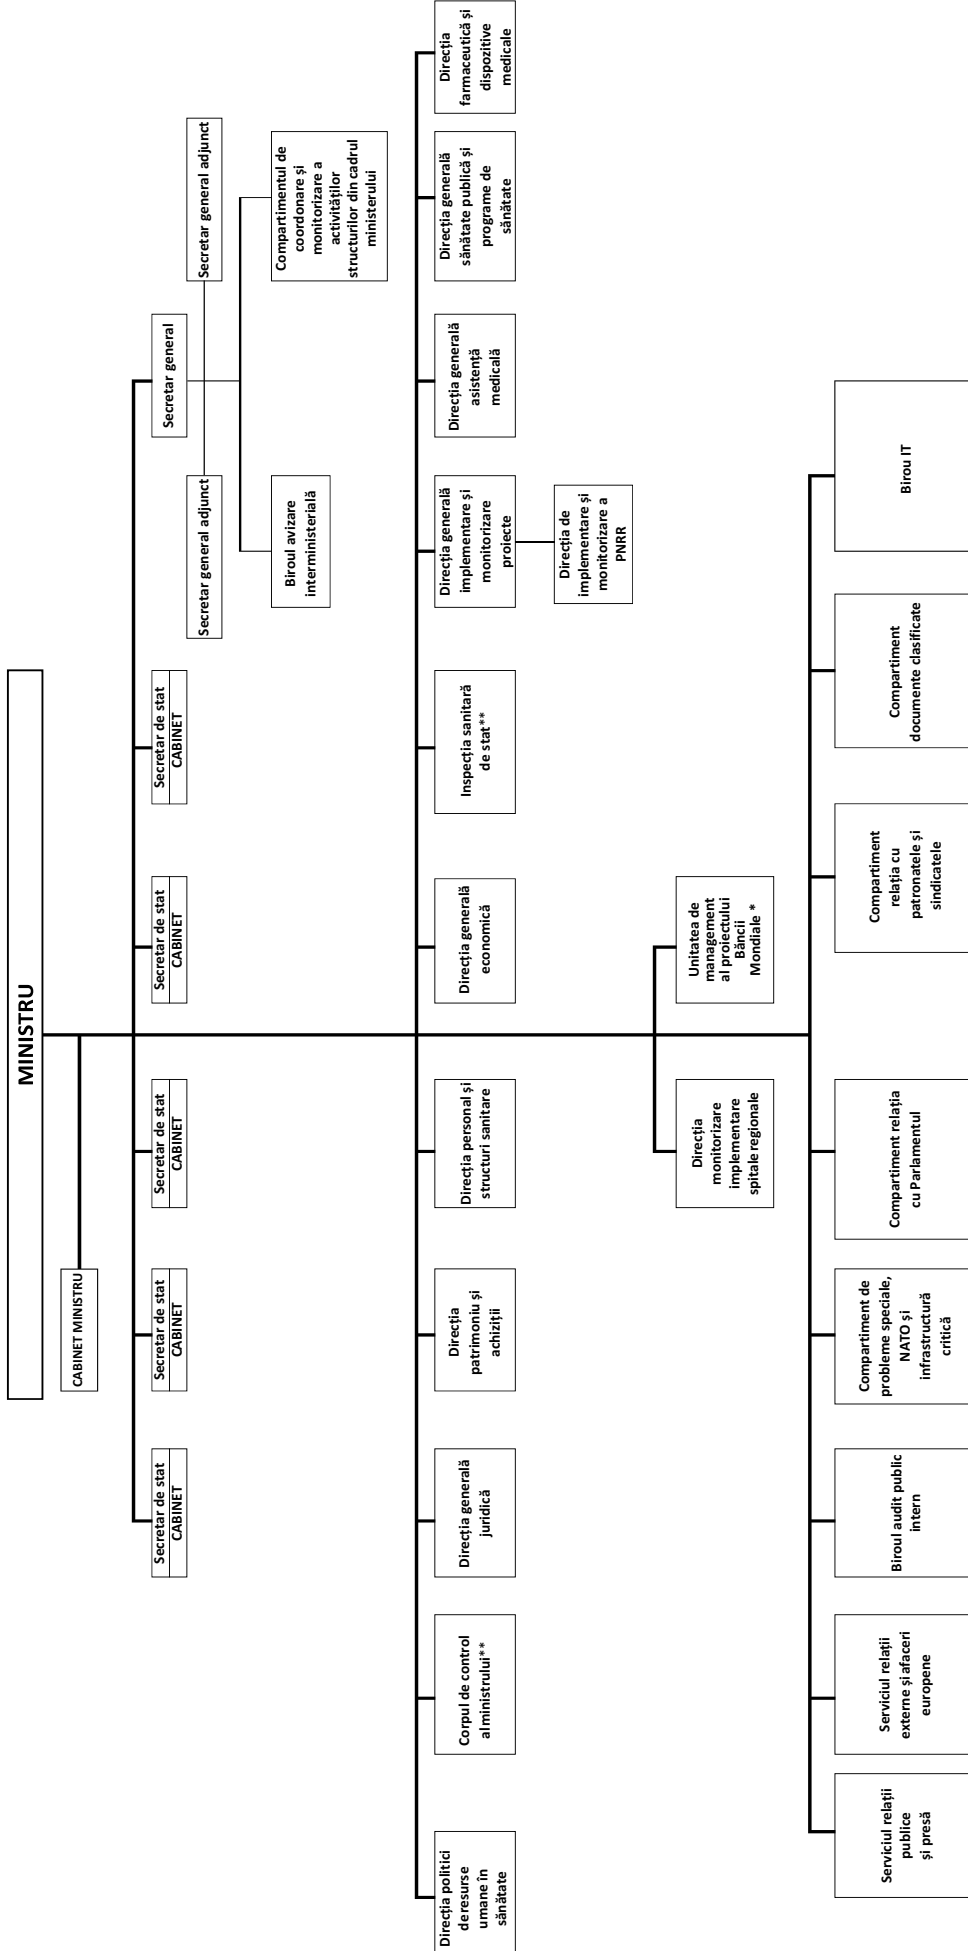 MINISTRU
CABINET MINISTRU
Secretar de stat
CABINET
Secretar de stat
CABINET
Secretar de stat
CABINET
Secretar de stat
CABINET
Secretar de stat
CABINET
Secretar general
Secretar general adjunct
Secretar general adjunct
Biroul avizare
interministerială
Compartimentul de
coordonare și
monitorizare a
activităților
structurilor din cadrul
ministerului
Direcția politici
de resurse
umane în
sănătate
Corpul de control
al ministrului**
Direcția generală
juridică
Direcția
patrimoniu și
achiziții
Direcția personal și
structuri sanitare
Direcția generală
economică
Inspecția sanitară
de stat**
Direcția generală
implementare și
monitorizare
proiecte
Direcția generală
asistență
medicală
Direcția generală
sănătate publică și
programe de
sănătate
Direcția
farmaceutică și
dispozitive
medicale
Direcția de
implementare și
monitorizare a
PNRR
Direcția
monitorizare
implementare
spitale regionale
Unitatea de
management
al proiectului
Băncii
Mondiale *
Serviciul relații
publice
și presă
Serviciul relații
externe și afaceri
europene
Biroul audit public
intern
Compartiment de
probleme speciale,
NATO și
infrastructură
critică
Compartiment relația
cu Parlamentul
Compartiment
relația cu
patronatele și
sindicatele
Compartiment
documente clasificate
Birou IT